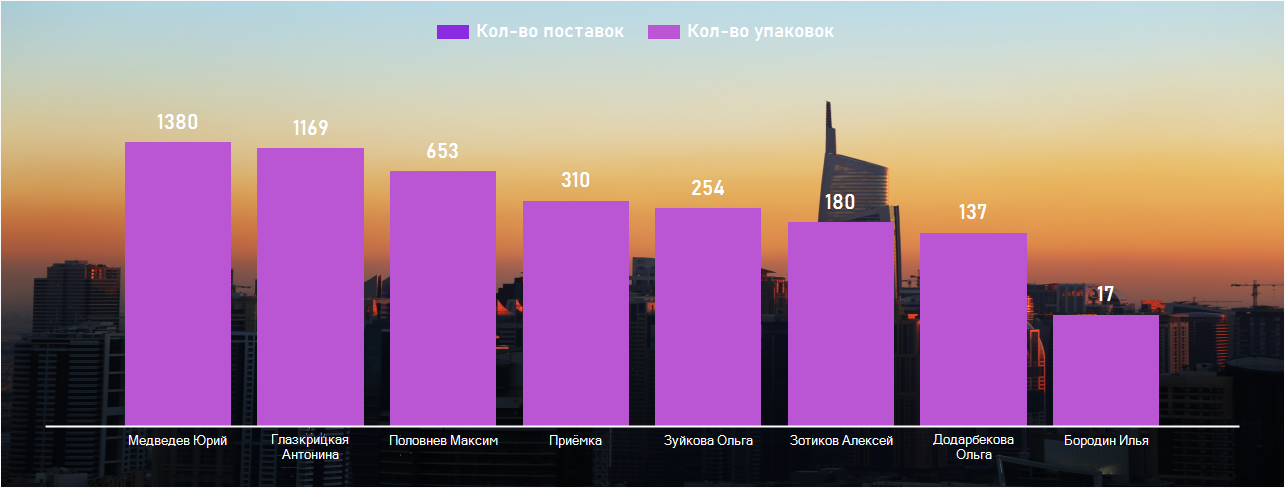 Кол-во поставок Кол-во упаковок
1380
1169
653
310
254
180
137
17
Медведев Юрий
Глазкрицкая
Антонина
Половнев Максим
Приёмка
Зуйкова Ольга
Зотиков Алексей
Додарбекова
Ольга
Бородин Илья